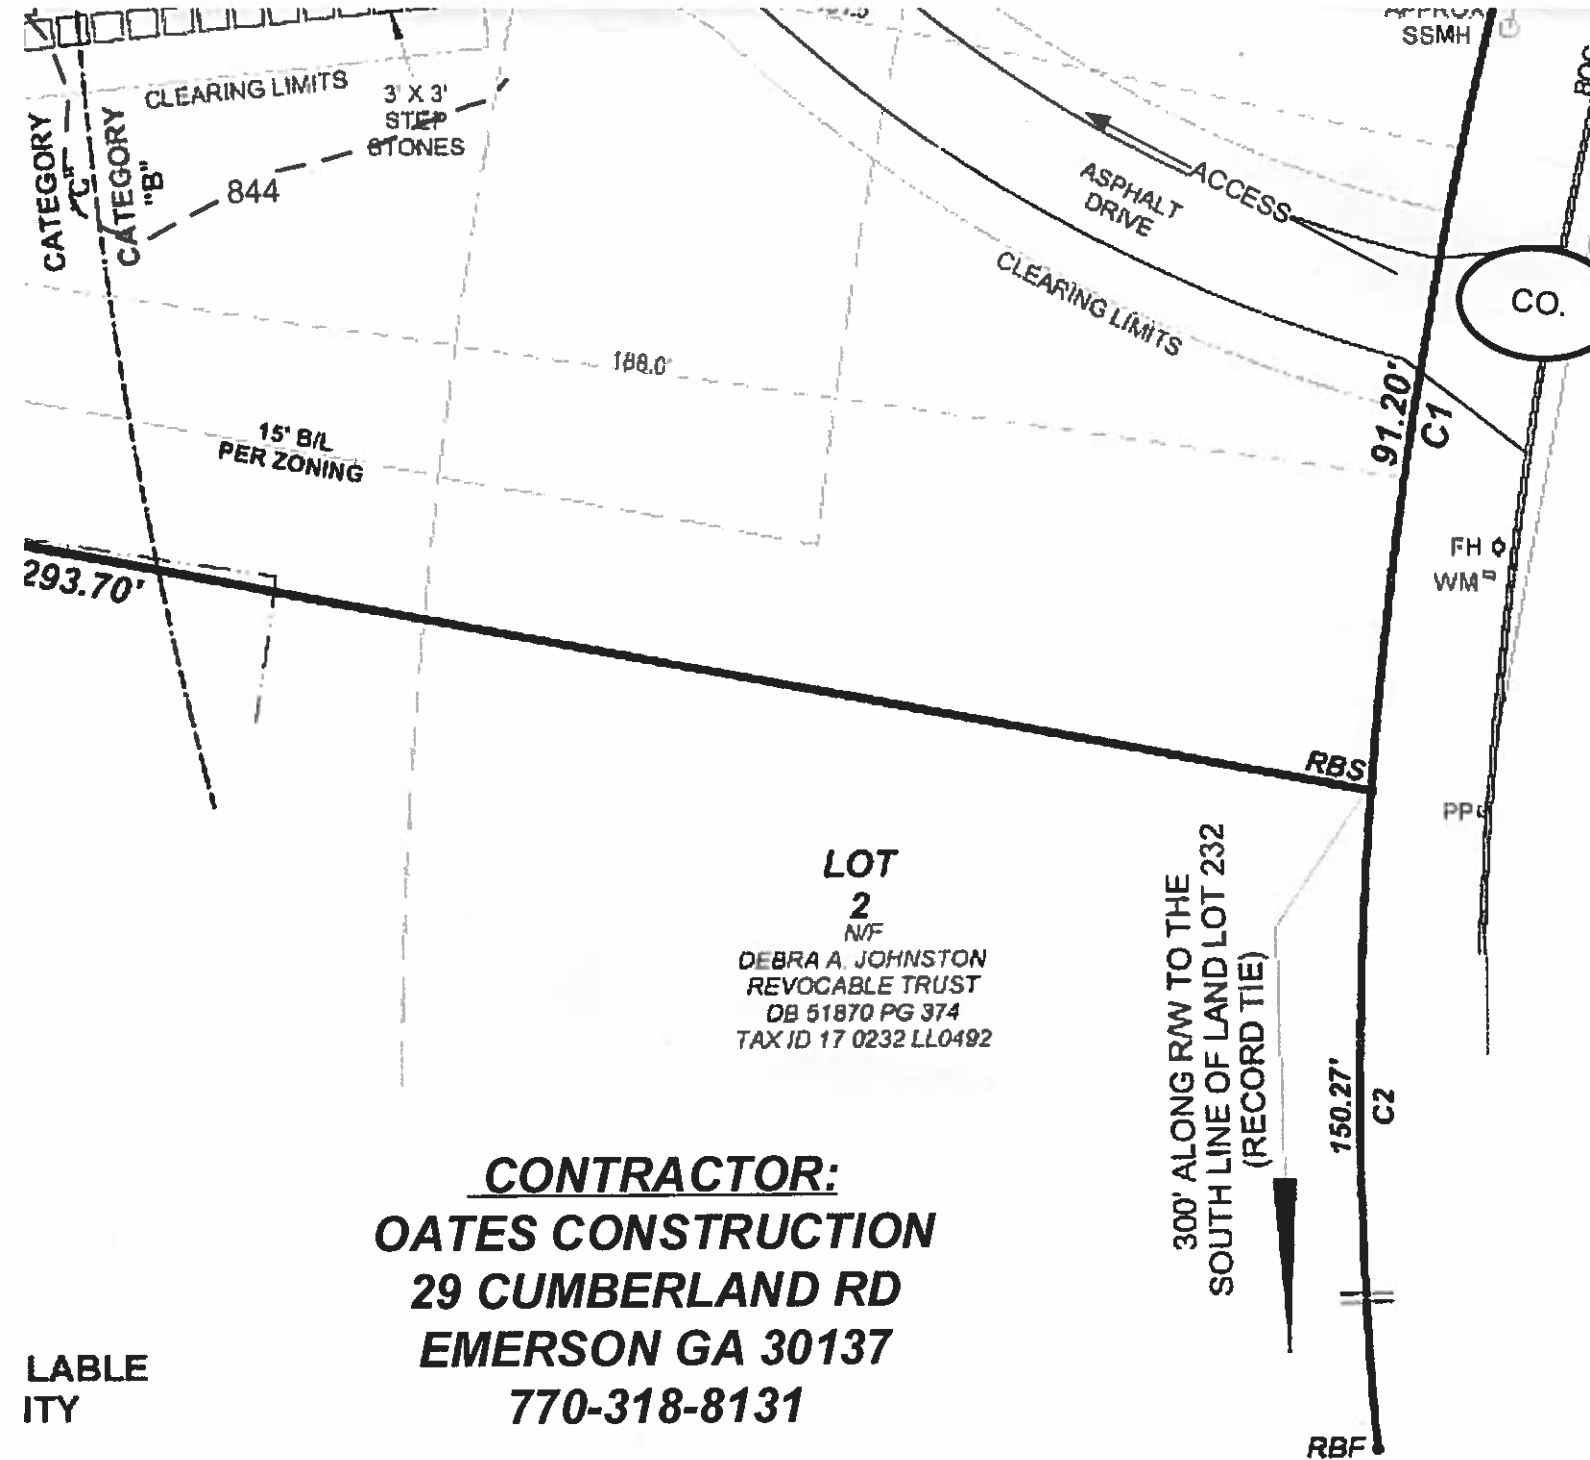 SSMH
CLEARING LIMITS
3' X 3'
STEP
STONES
CATEGORY
"C"
CATEGORY
"B"
844
ACCESS
ASPHALT
DRIVE
CLEARING LIMITS
CO.
188.0'
91.20'
C1
15' B/L
PER ZONING
FH
WM
293.70'
RBS
PP
LOT
2
N/F
DEBRA A. JOHNSTON
REVOCABLE TRUST
DB 51870 PG 374
TAX ID 17 0232 LL0492
300' ALONG R/W TO THE
SOUTH LINE OF LAND LOT 232
(RECORD TIE)
150.27'
C2
CONTRACTOR:
OATES CONSTRUCTION
29 CUMBERLAND RD
EMERSON GA 30137
770-318-8131
LABLE
ITY
RBF